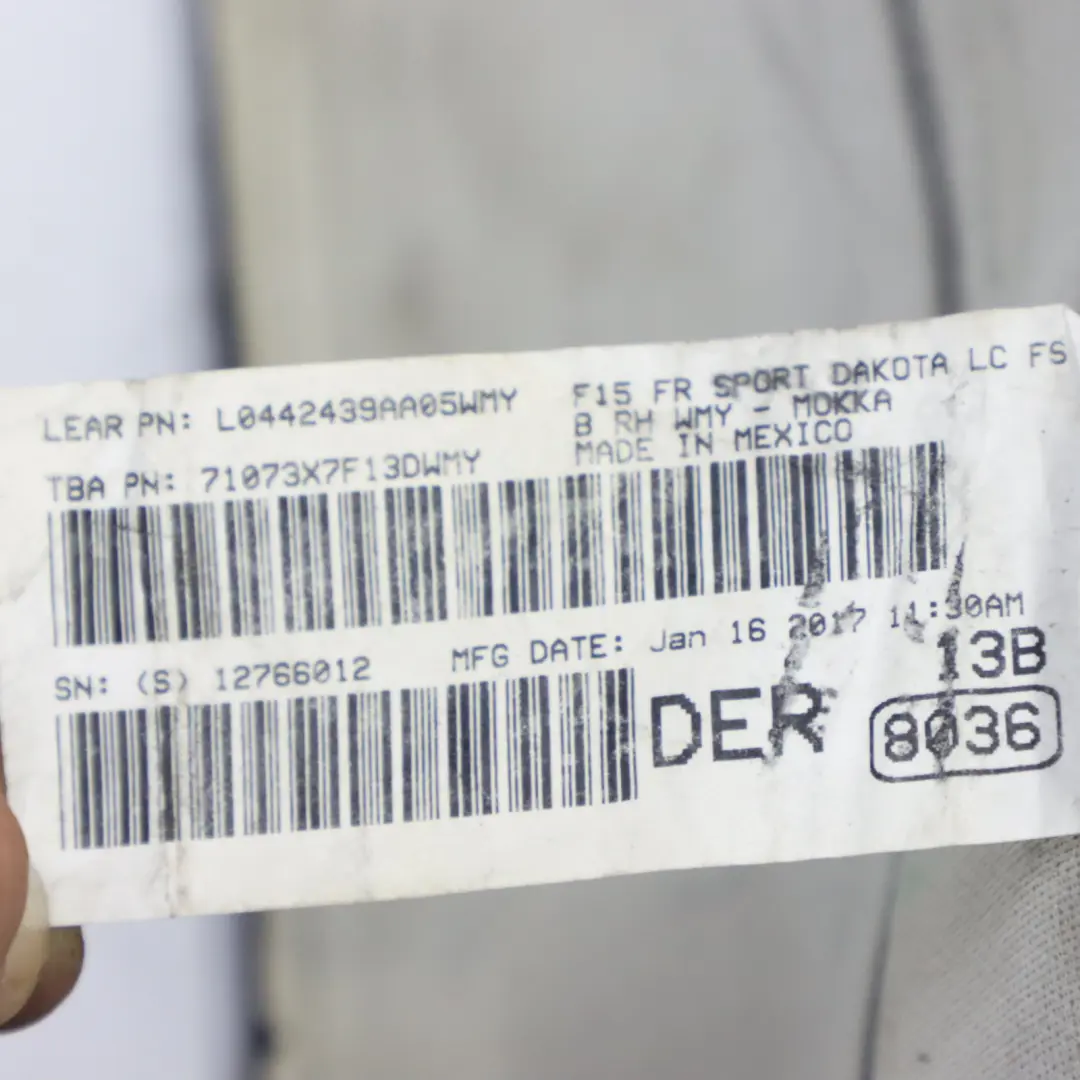 LEAR PN: L0442439AA05WMY
F15 FR SPORT DAKOTA LC FS
B RH WMY - MOKKA
MADE IN MEXICO
TBA PN: 71073X7F13DWMY
SN: (S) 12766012
MFG DATE: Jan 16 2017 11:30AM
13B
DER
8036